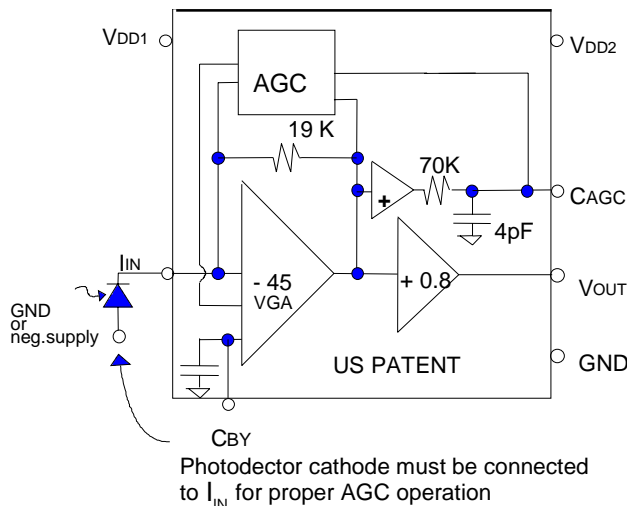 VDD1
VDD2
AGC
19 K
70K
+
CAGC
4pF
IIN
- 45
VGA
+ 0.8
VOUT
GND
or
neg.supply
US PATENT
GND
CBY
Photodector cathode must be connected
to IIN for proper AGC operation